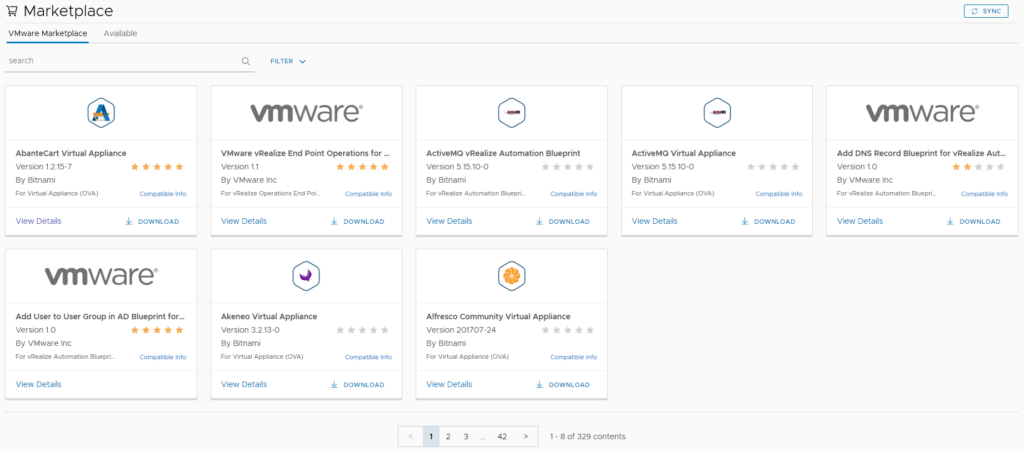 Marketplace
SYNC
VMware Marketplace
Available
search
FILTER
AbanteCart Virtual Appliance
Version 1.2.15-7
By Bitnami
For Virtual Appliance (OVA)
Compatible Info
View Details
DOWNLOAD
vmware®
VMware vRealize End Point Operations for ...
Version 1.1
By VMware Inc
For vRealize Operations End Poi...
Compatible Info
View Details
DOWNLOAD
ActiveMQ vRealize Automation Blueprint
Version 5.15.10-0
By Bitnami
For vRealize Automation Bluepri...
Compatible Info
View Details
DOWNLOAD
ActiveMQ Virtual Appliance
Version 5.15.10-0
By Bitnami
For Virtual Appliance (OVA)
Compatible Info
View Details
DOWNLOAD
vmware®
Add DNS Record Blueprint for vRealize Aut...
Version 1.0
By VMware Inc
For vRealize Automation Bluepri...
Compatible Info
View Details
DOWNLOAD
vmware®
Add User to User Group in AD Blueprint for...
Version 1.0
By VMware Inc
For vRealize Automation Bluepri...
Compatible Info
View Details
Akeneo Virtual Appliance
Version 3.2.13-0
By Bitnami
For Virtual Appliance (OVA)
Compatible Info
View Details
DOWNLOAD
Alfresco Community Virtual Appliance
Version 201707-24
By Bitnami
For Virtual Appliance (OVA)
Compatible Info
View Details
DOWNLOAD
< 1 2 3 ... 42 > 1 - 8 of 329 contents